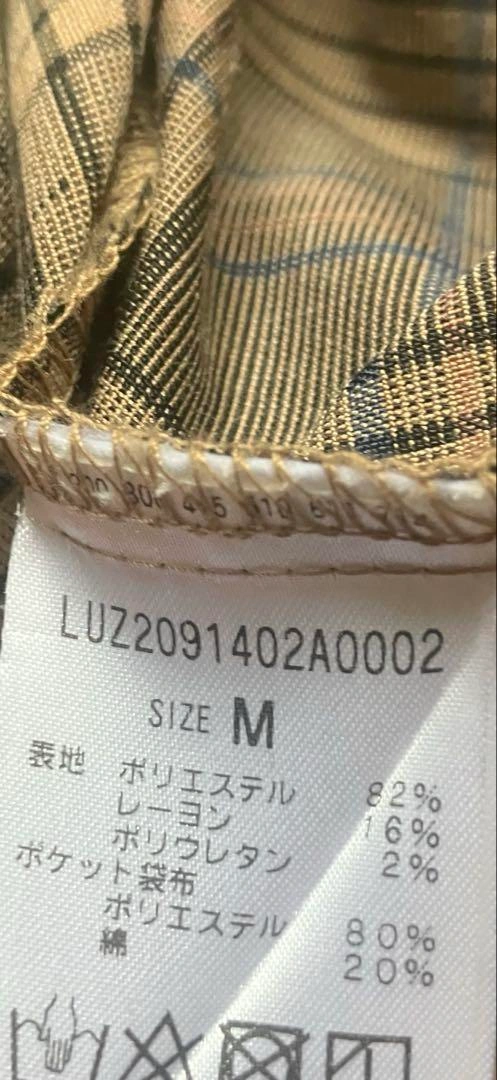 LUZ2091402A0002
SIZE M
表地 ポリエステル 82%
レーヨン 16%
ポリウレタン 2%
ポケット袋布
ポリエステル 80%
綿 20%